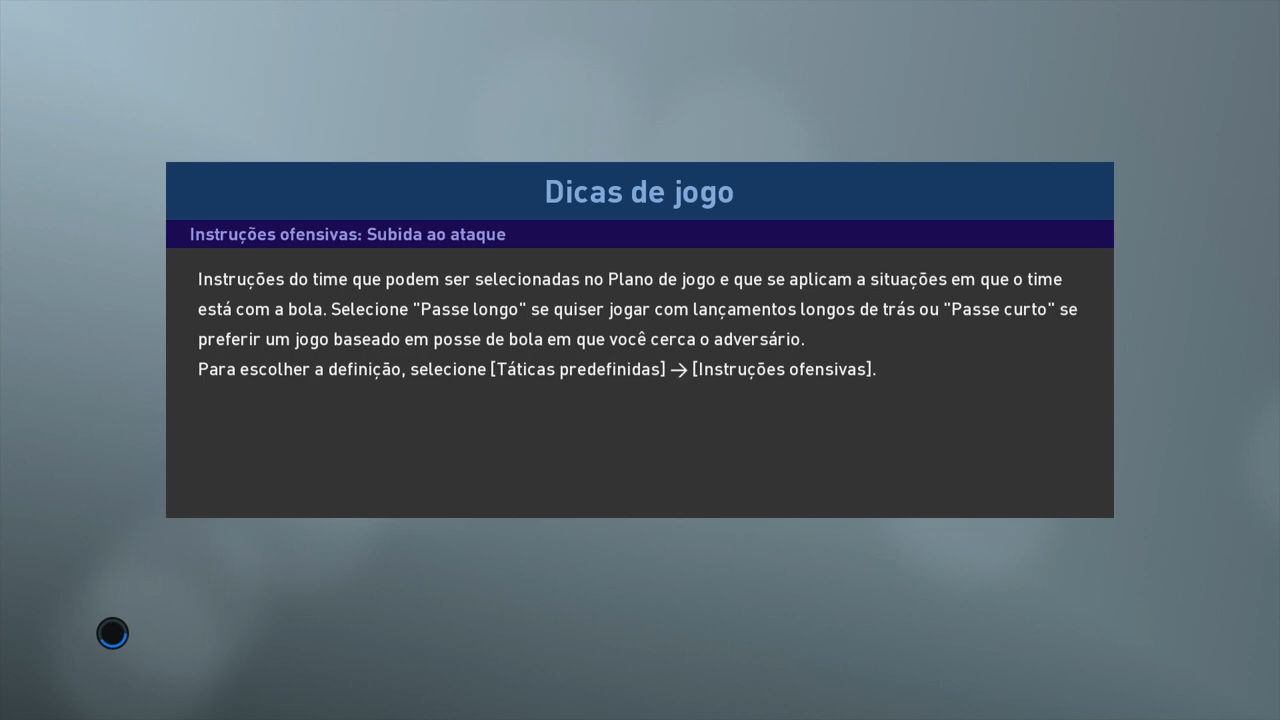 Dicas de jogo
Instruções ofensivas: Subida ao ataque
Instruções do time que podem ser selecionadas no Plano de jogo e que se aplicam a situações em que o time
está com a bola. Selecione "Passe longo" se quiser jogar com lançamentos longos de trás ou "Passe curto" se
preferir um jogo baseado em posse de bola em que você cerca o adversário.
Para escolher a definição, selecione [Táticas predefinidas] → [Instruções ofensivas].